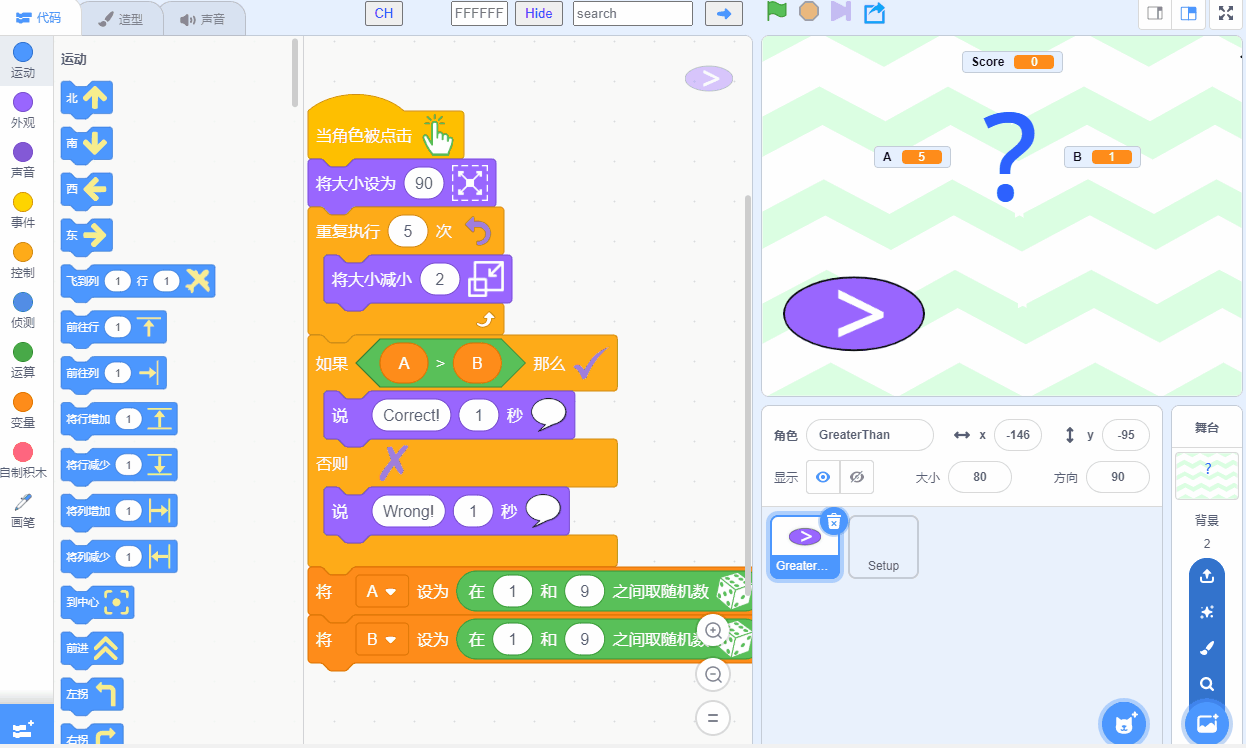 代码
造型
声音
CH
FFFFFF
Hide
search
运动
外观
声音
事件
控制
侦测
运算
变量
自制积木
画笔
运动
北
南
西
东
飞到列 1 行 1
前往行 1
前往列 1
将行增加 1
将行减少 1
将列增加 1
将列减少 1
到中心
前进
左拐
右拐
>
当角色被点击
将大小设为 90
重复执行 5 次
将大小减小 2
如果 A > B 那么
说 Correct! 1 秒
否则
说 Wrong! 1 秒
将 A 设为 在 1 和 9 之间取随机数
将 B 设为 在 1 和 9 之间取随机数
=
Score 0
?
A 5
B 1
>
角色 GreaterThan x -146 y -95
显示 大小 80 方向 90
>
Greater...
Setup
舞台
?
背景
2